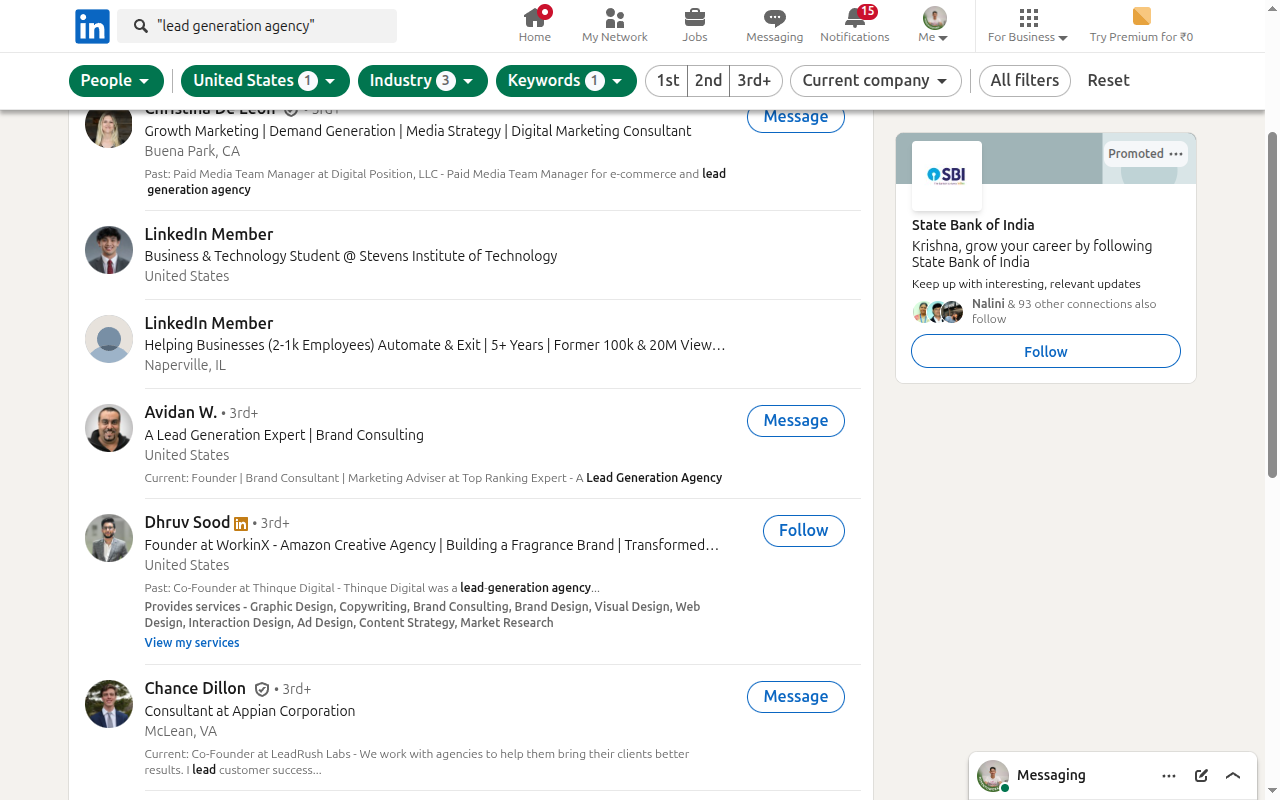 in
"lead generation agency"
Home
My Network
Jobs
Messaging
15
Notifications
Me
For Business
Try Premium for ₹0
People
United States 1
Industry 3
Keywords 1
1st
2nd
3rd+
Current company
All filters
Reset
Christina De Leon • 3rd+
Message
Growth Marketing | Demand Generation | Media Strategy | Digital Marketing Consultant
Buena Park, CA
Past: Paid Media Team Manager at Digital Position, LLC - Paid Media Team Manager for e-commerce and lead
generation agency
LinkedIn Member
Business & Technology Student @ Stevens Institute of Technology
United States
LinkedIn Member
Helping Businesses (2-1k Employees) Automate & Exit | 5+ Years | Former 100k & 20M View…
Naperville, IL
Avidan W. • 3rd+
Message
A Lead Generation Expert | Brand Consulting
United States
Current: Founder | Brand Consultant | Marketing Adviser at Top Ranking Expert - A Lead Generation Agency
Dhruv Sood in • 3rd+
Follow
Founder at WorkinX - Amazon Creative Agency | Building a Fragrance Brand | Transformed…
United States
Past: Co-Founder at Thinque Digital - Thinque Digital was a lead-generation agency...
Provides services - Graphic Design, Copywriting, Brand Consulting, Brand Design, Visual Design, Web
Design, Interaction Design, Ad Design, Content Strategy, Market Research
View my services
Chance Dillon • 3rd+
Message
Consultant at Appian Corporation
McLean, VA
Current: Co-Founder at LeadRush Labs - We work with agencies to help them bring their clients better
results. I lead customer success...
Promoted
SBI
State Bank of India
Krishna, grow your career by following
State Bank of India
Keep up with interesting, relevant updates
Nalini & 93 other connections also
follow
Follow
Messaging